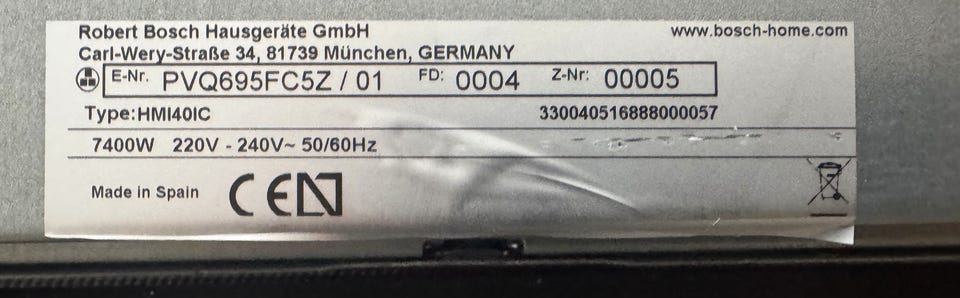 Robert Bosch Hausgeräte GmbH www.bosch-home.com
Carl-Wery-Straße 34, 81739 München, GERMANY
E-Nr. PVQ695FC5Z / 01 FD: 0004 Z-Nr: 00005
Type:HMI40IC 330040516888000057
7400W 220V - 240V~ 50/60Hz
Made in Spain CE N